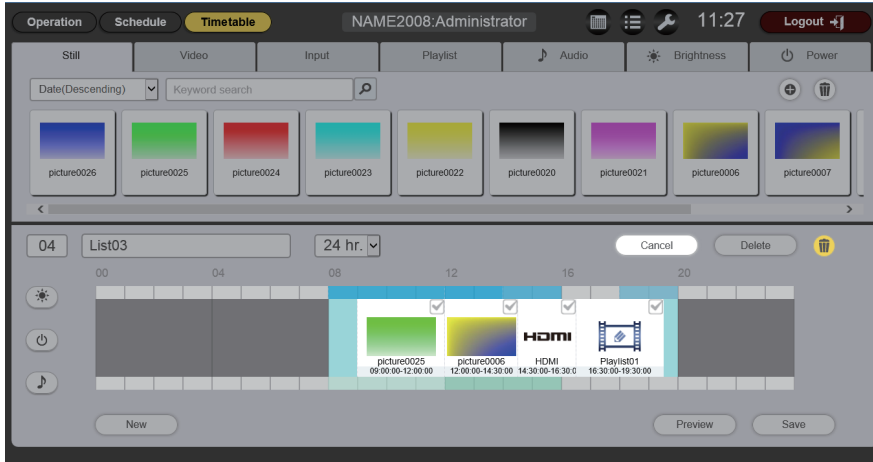 Operation Schedule Timetable NAME2008:Administrator 11:27 Logout
Still Video Input Playlist Audio Brightness Power
Date(Descending) Keyword search
picture0026 picture0025 picture0024 picture0023 picture0022 picture0020 picture0021 picture0006 picture0007
04 List03 24 hr. Cancel Delete
00 04 08 12 16 20
HDMI
picture0025 picture0006 HDMI Playlist01
09:00:00-12:00:00 12:00:00-14:30:00 14:30:00-16:30:0 16:30:00-19:30:00
New Preview Save